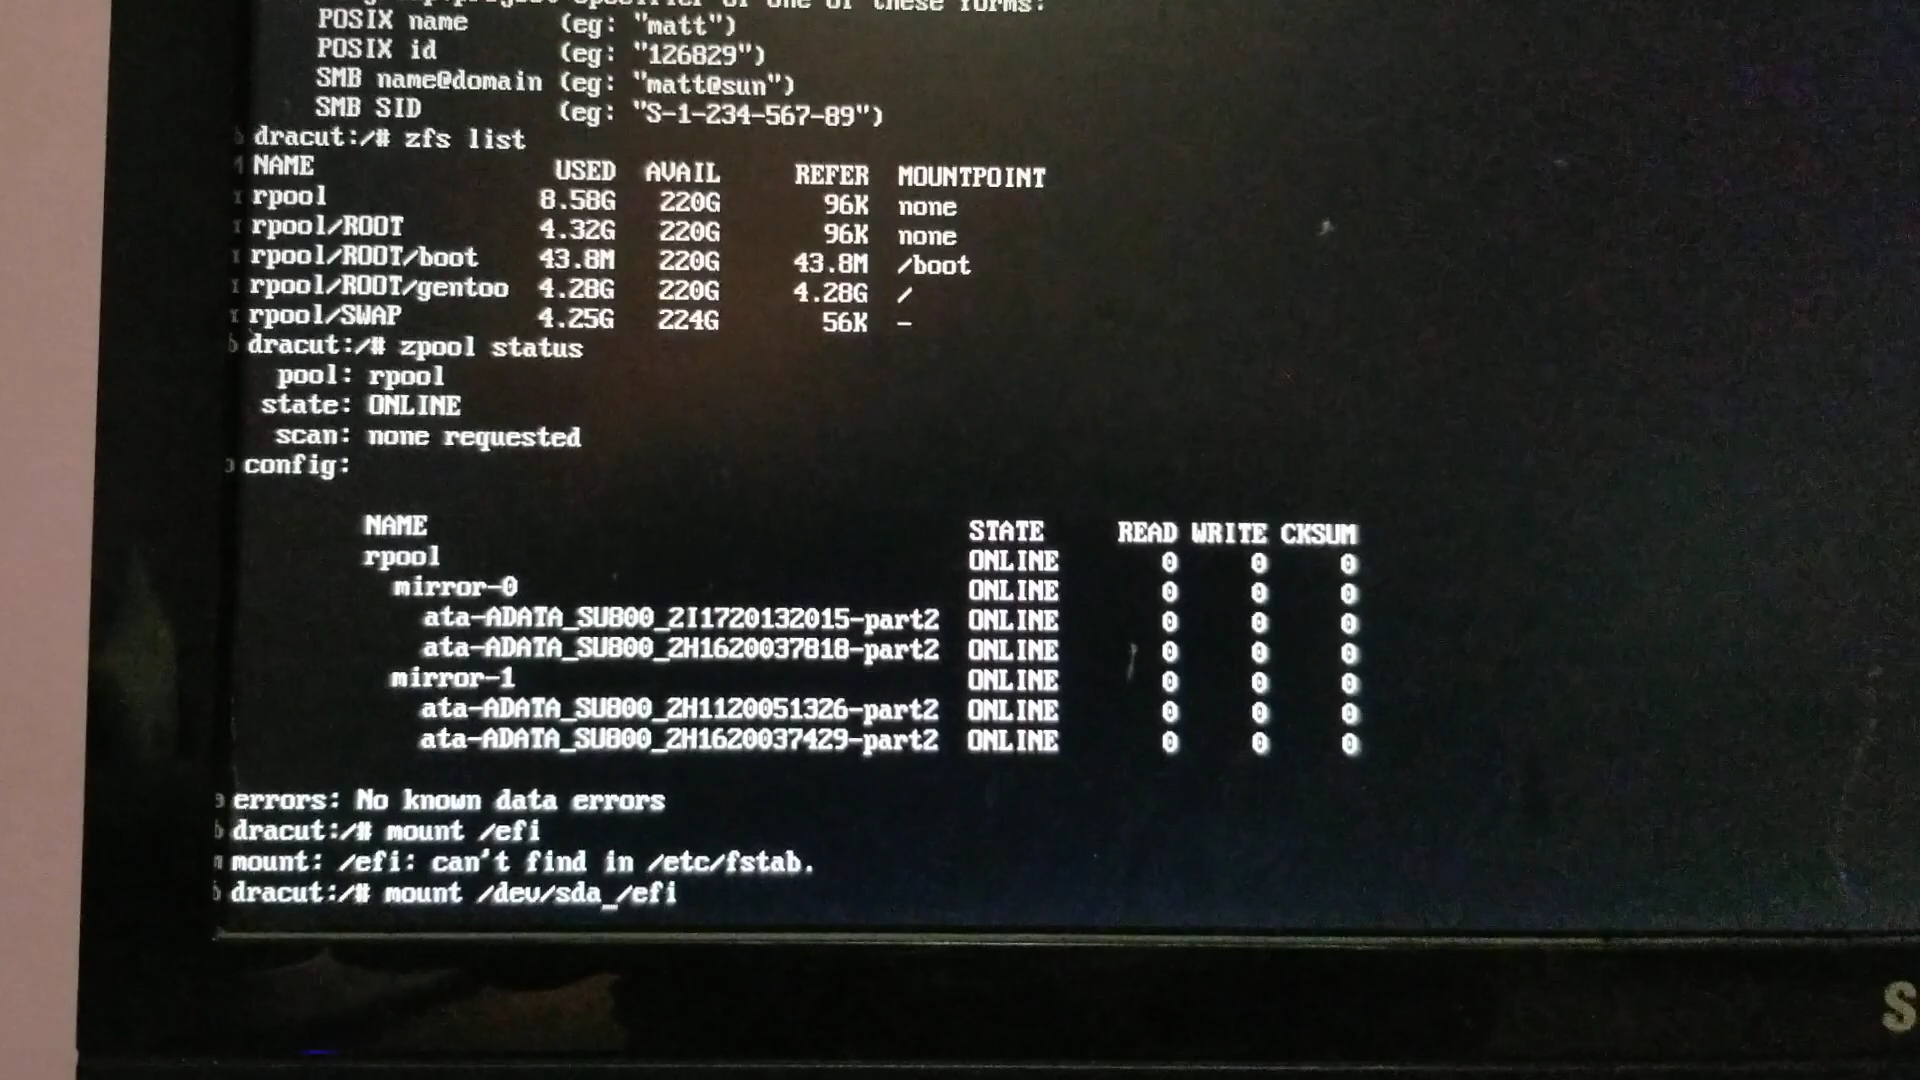 specifier of one of these forms:
POSIX name (eg: "matt")
POSIX id (eg: "126829")
SMB name@domain (eg: "matt@sun")
SMB SID (eg: "S-1-234-567-89")
dracut:/# zfs list
NAME USED AVAIL REFER MOUNTPOINT
rpool 8.58G 220G 96K none
rpool/ROOT 4.32G 220G 96K none
rpool/ROOT/boot 43.8M 220G 43.8M /boot
rpool/ROOT/gentoo 4.28G 220G 4.28G /
rpool/SWAP 4.25G 224G 56K -
dracut:/# zpool status
pool: rpool
state: ONLINE
scan: none requested
config:
NAME STATE READ WRITE CKSUM
rpool ONLINE 0 0 0
mirror-0 ONLINE 0 0 0
ata-ADATA_SU800_2I1720132015-part2 ONLINE 0 0 0
ata-ADATA_SU800_2H1620037818-part2 ONLINE 0 0 0
mirror-1 ONLINE 0 0 0
ata-ADATA_SU800_2H1120051326-part2 ONLINE 0 0 0
ata-ADATA_SU800_2H1620037429-part2 ONLINE 0 0 0
errors: No known data errors
dracut:/# mount /efi
mount: /efi: can't find in /etc/fstab.
dracut:/# mount /dev/sda_/efi
S